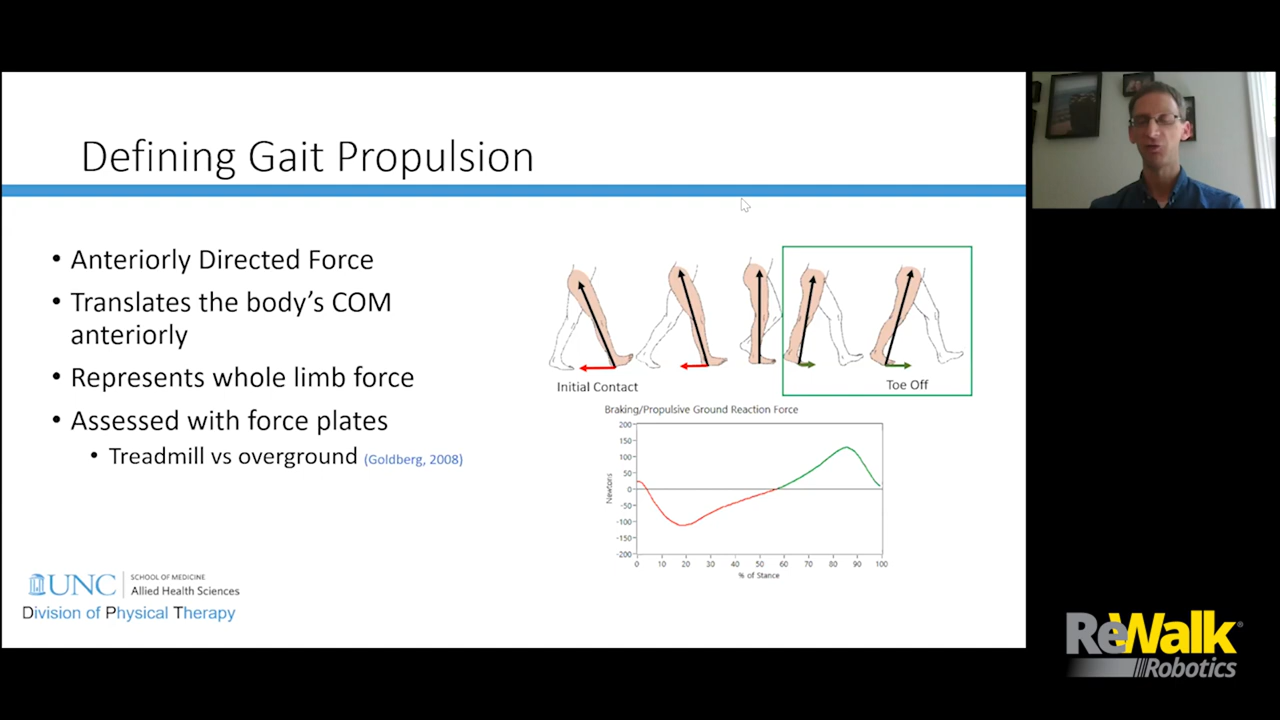 Defining Gait Propulsion
• Anteriorly Directed Force
• Translates the body's COM
anteriorly
• Represents whole limb force
• Assessed with force plates
• Treadmill vs overground (Goldberg, 2008)
Initial Contact
Toe Off
Braking/Propulsive Ground Reaction Force
200
150
100
50
0
-50
-100
-150
-200
Newtons
0 10 20 30 40 50 60 70 80 90 100
% of Stance
UNC
SCHOOL OF MEDICINE
Allied Health Sciences
Division of Physical Therapy
ReWalk
Robotics